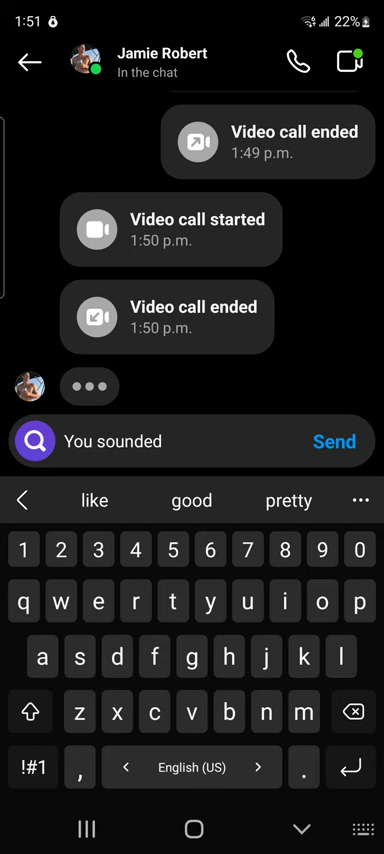 1:51
22%
Jamie Robert
In the chat
Video call ended
1:49 p.m.
Video call started
1:50 p.m.
Video call ended
1:50 p.m.
You sounded
Send
like good pretty
1 2 3 4 5 6 7 8 9 0
q w e r t y u i o p
a s d f g h j k l
z x c v b n m
!#1 , < English (US) > .